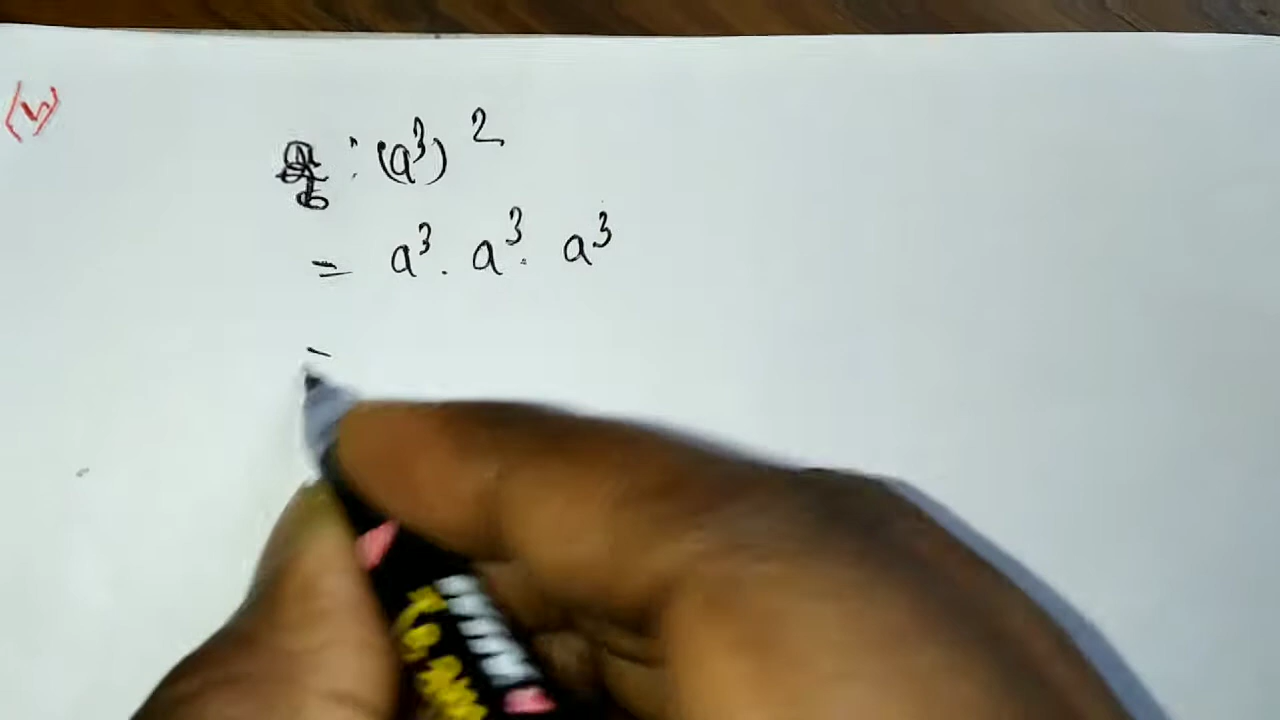 (b)
: (a³)²
= a³. a³. a³
=